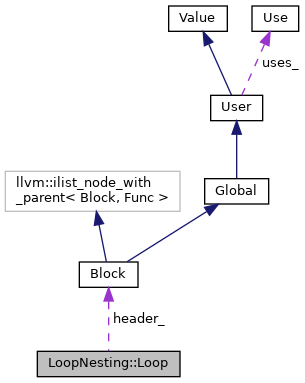 Value
Use
uses_
User
llvm::ilist_node_with
_parent< Block, Func >
Global
Block
header_
LoopNesting::Loop